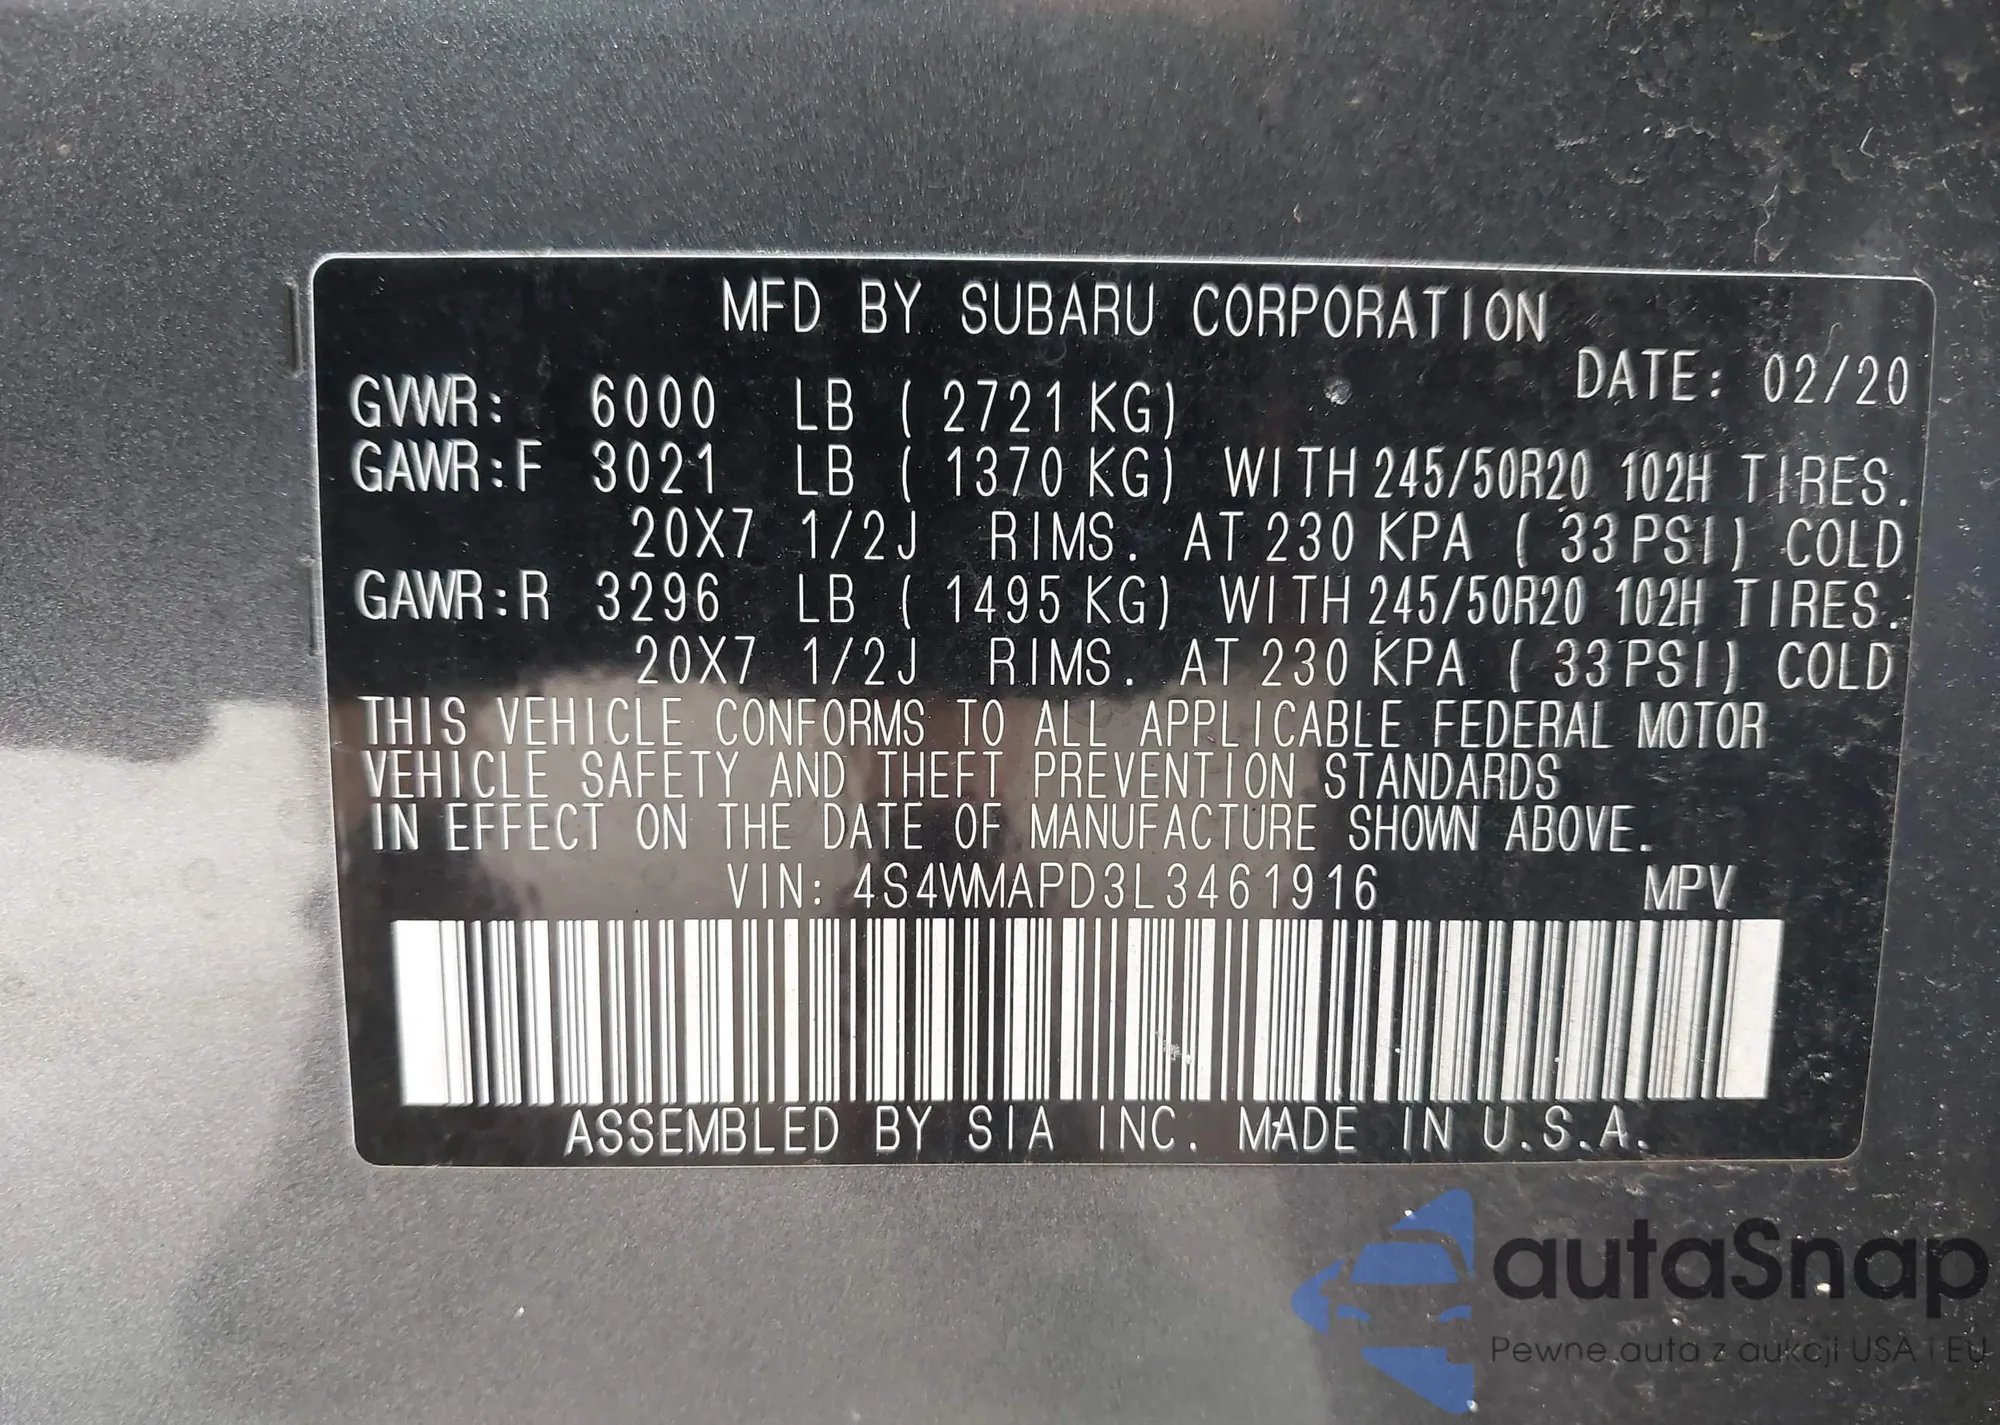 MFD BY SUBARU CORPORATION
DATE: 02/20
GVWR: 6000 LB ( 2721 KG)
GAWR:F 3021 LB ( 1370 KG) WITH 245/50R20 102H TIRES.
20X7 1/2J RIMS. AT 230 KPA ( 33 PSI) COLD
GAWR:R 3296 LB ( 1495 KG) WITH 245/50R20 102H TIRES.
20X7 1/2J RIMS. AT 230 KPA ( 33 PSI) COLD
THIS VEHICLE CONFORMS TO ALL APPLICABLE FEDERAL MOTOR
VEHICLE SAFETY AND THEFT PREVENTION STANDARDS
IN EFFECT ON THE DATE OF MANUFACTURE SHOWN ABOVE.
VIN: 4S4WMAPD3L3461916 MPV
ASSEMBLED BY SIA INC. MADE IN U.S.A.
autaSnap
Pewne auta z aukcji USA i EU